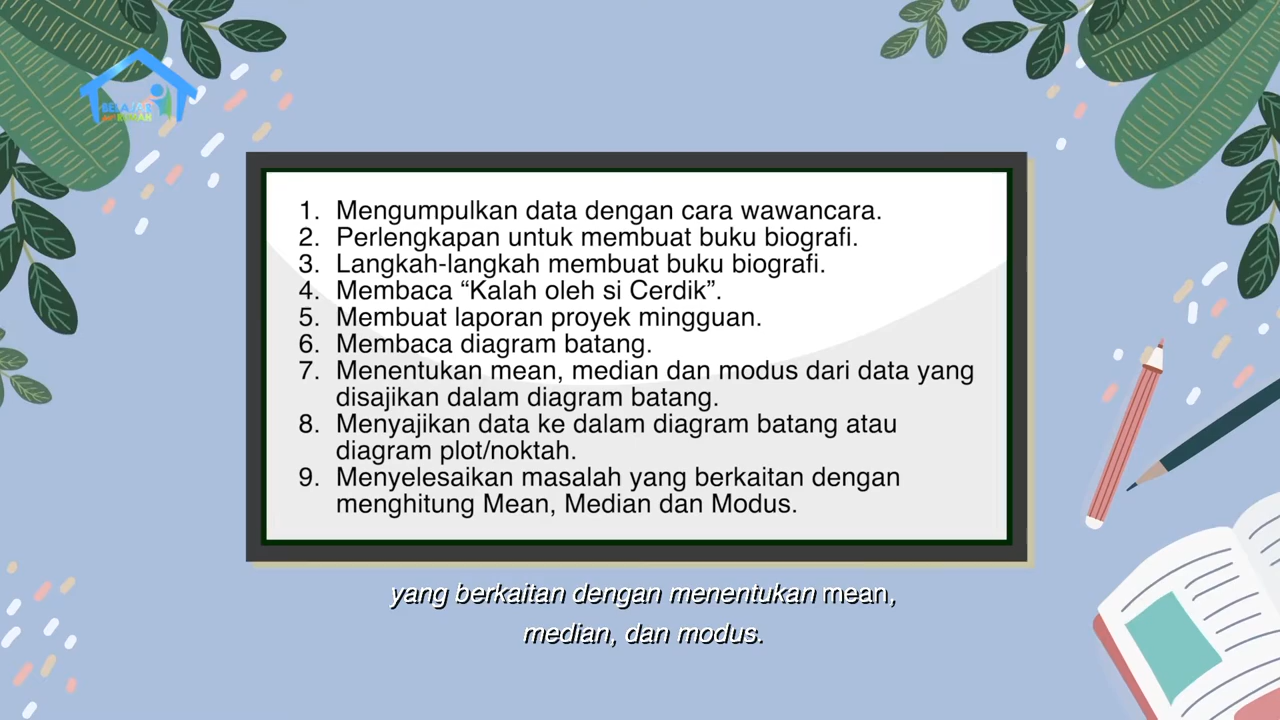 BELAJAR
dariRUMAH
1. Mengumpulkan data dengan cara wawancara.
2. Perlengkapan untuk membuat buku biografi.
3. Langkah-langkah membuat buku biografi.
4. Membaca “Kalah oleh si Cerdik”.
5. Membuat laporan proyek mingguan.
6. Membaca diagram batang.
7. Menentukan mean, median dan modus dari data yang
disajikan dalam diagram batang.
8. Menyajikan data ke dalam diagram batang atau
diagram plot/noktah.
9. Menyelesaikan masalah yang berkaitan dengan
menghitung Mean, Median dan Modus.
yang berkaitan dengan menentukan mean,
median, dan modus.